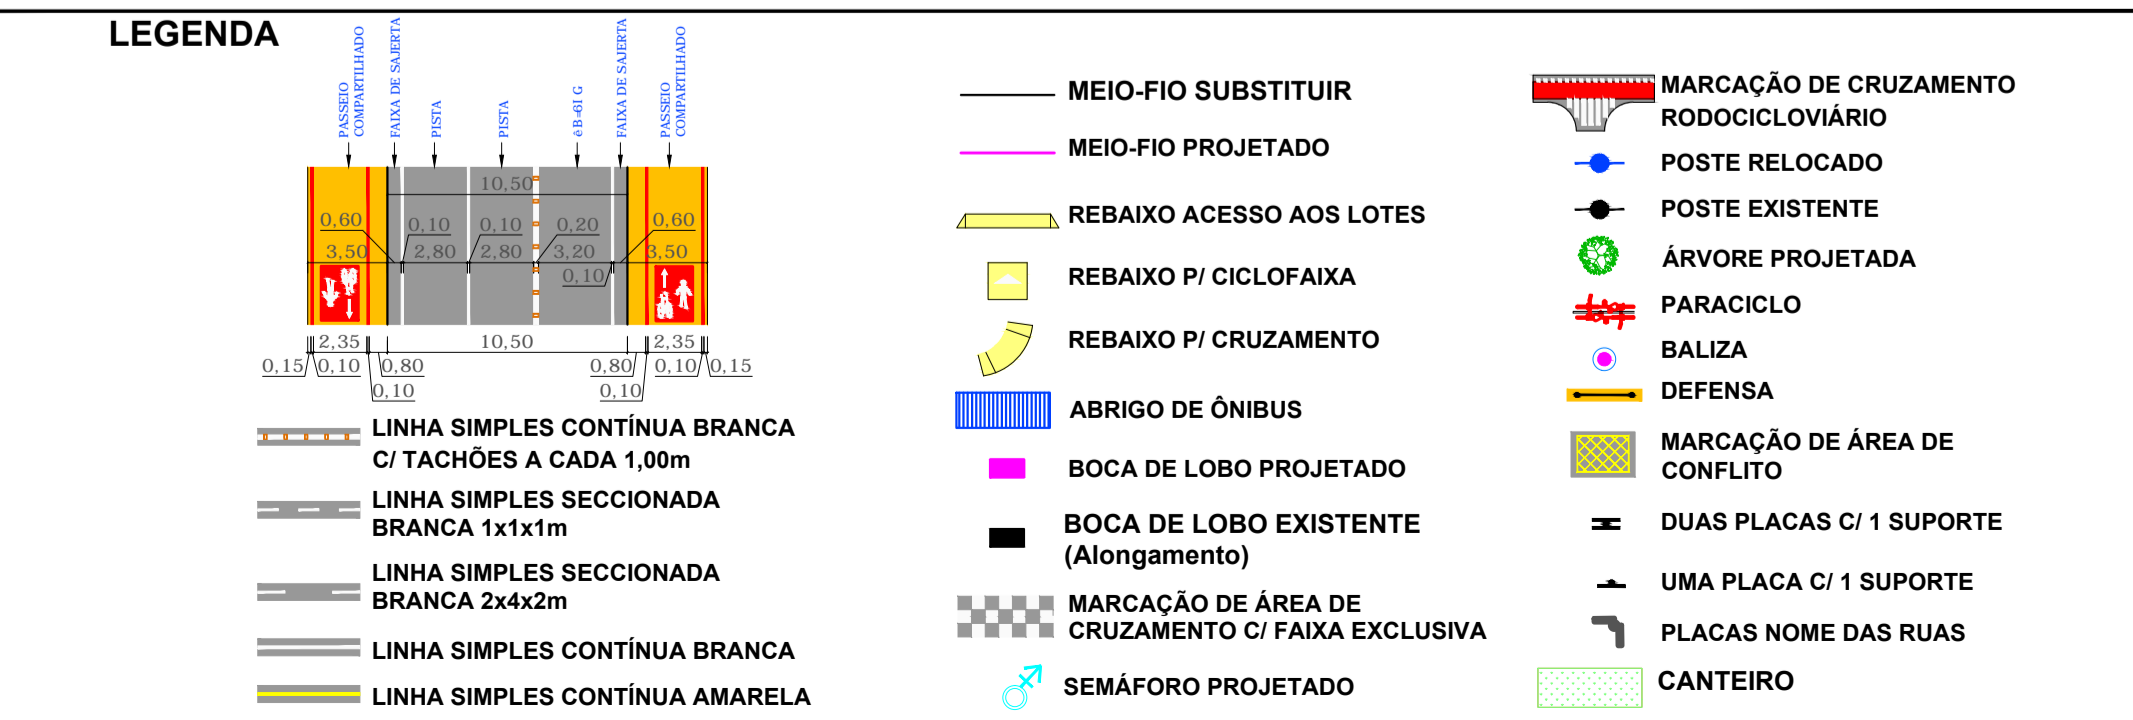 LEGENDA
PASSEIO
COMPARTILHADO
FAIXA DE SAJERTA
PISTA
PISTA
êB-6I G
FAIXA DE SAJERTA
PASSEIO
COMPARTILHADO
10,50
0,60 0,10 0,10 0,20 0,60
3,50 2,80 2,80 3,20 3,50
0,10
2,35 10,50 2,35
0,15 0,10 0,80 0,80 0,10 0,15
0,10 0,10
LINHA SIMPLES CONTÍNUA BRANCA
C/ TACHÕES A CADA 1,00m
LINHA SIMPLES SECCIONADA
BRANCA 1x1x1m
LINHA SIMPLES SECCIONADA
BRANCA 2x4x2m
LINHA SIMPLES CONTÍNUA BRANCA
LINHA SIMPLES CONTÍNUA AMARELA
MEIO-FIO SUBSTITUIR
MEIO-FIO PROJETADO
REBAIXO ACESSO AOS LOTES
REBAIXO P/ CICLOFAIXA
REBAIXO P/ CRUZAMENTO
ABRIGO DE ÔNIBUS
BOCA DE LOBO PROJETADO
BOCA DE LOBO EXISTENTE
(Alongamento)
MARCAÇÃO DE ÁREA DE
CRUZAMENTO C/ FAIXA EXCLUSIVA
SEMÁFORO PROJETADO
MARCAÇÃO DE CRUZAMENTO
RODOCICLOVIÁRIO
POSTE RELOCADO
POSTE EXISTENTE
ÁRVORE PROJETADA
PARACICLO
BALIZA
DEFENSA
MARCAÇÃO DE ÁREA DE
CONFLITO
DUAS PLACAS C/ 1 SUPORTE
UMA PLACA C/ 1 SUPORTE
PLACAS NOME DAS RUAS
CANTEIRO